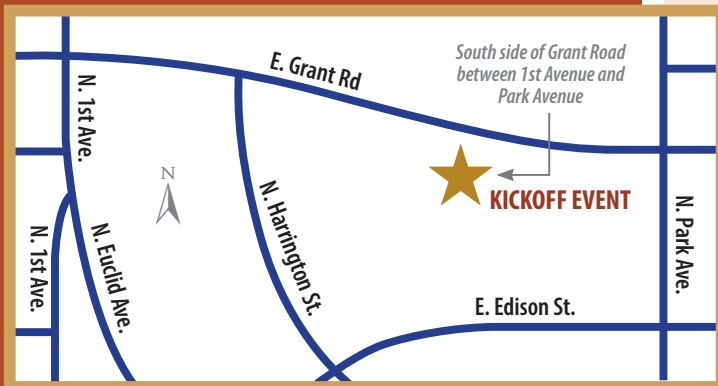 South side of Grant Road
between 1st Avenue and
Park Avenue
E. Grant Rd
N. 1st Ave.
N
N. Harrington St.
KICKOFF EVENT
N. Park Ave.
N. 1st Ave.
N. Euclid Ave.
E. Edison St.